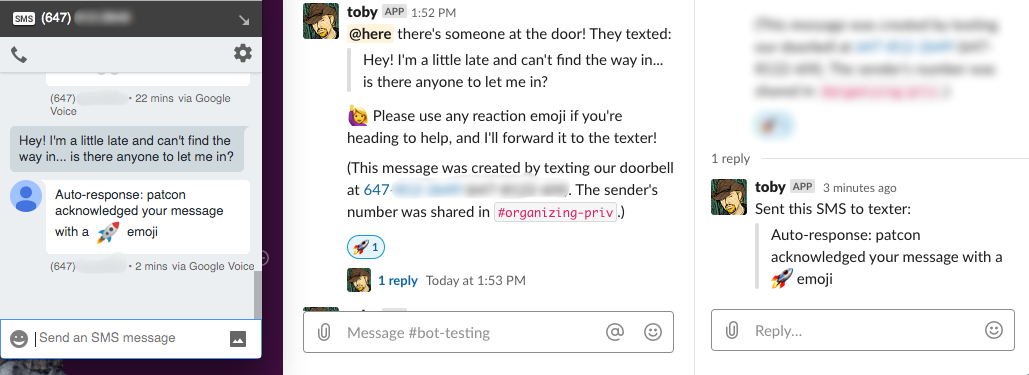 SMS (647)
(647) • 22 mins via Google
Voice
Hey! I'm a little late and can't find the
way in... is there anyone to let me in?
Auto-response: patcon
acknowledged your message
with a 🚀 emoji
(647) • 2 mins via Google Voice
Send an SMS message
toby APP 1:52 PM
@here there's someone at the door! They texted:
Hey! I'm a little late and can't find the way in...
is there anyone to let me in?
🙋 Please use any reaction emoji if you're
heading to help, and I'll forward it to the texter!
(This message was created by texting our doorbell
at 647- . The sender's
number was shared in #organizing-priv.)
🚀 1
1 reply Today at 1:53 PM
Message #bot-testing
1 reply
toby APP 3 minutes ago
Sent this SMS to texter:
Auto-response: patcon
acknowledged your message with a
🚀 emoji
Reply...